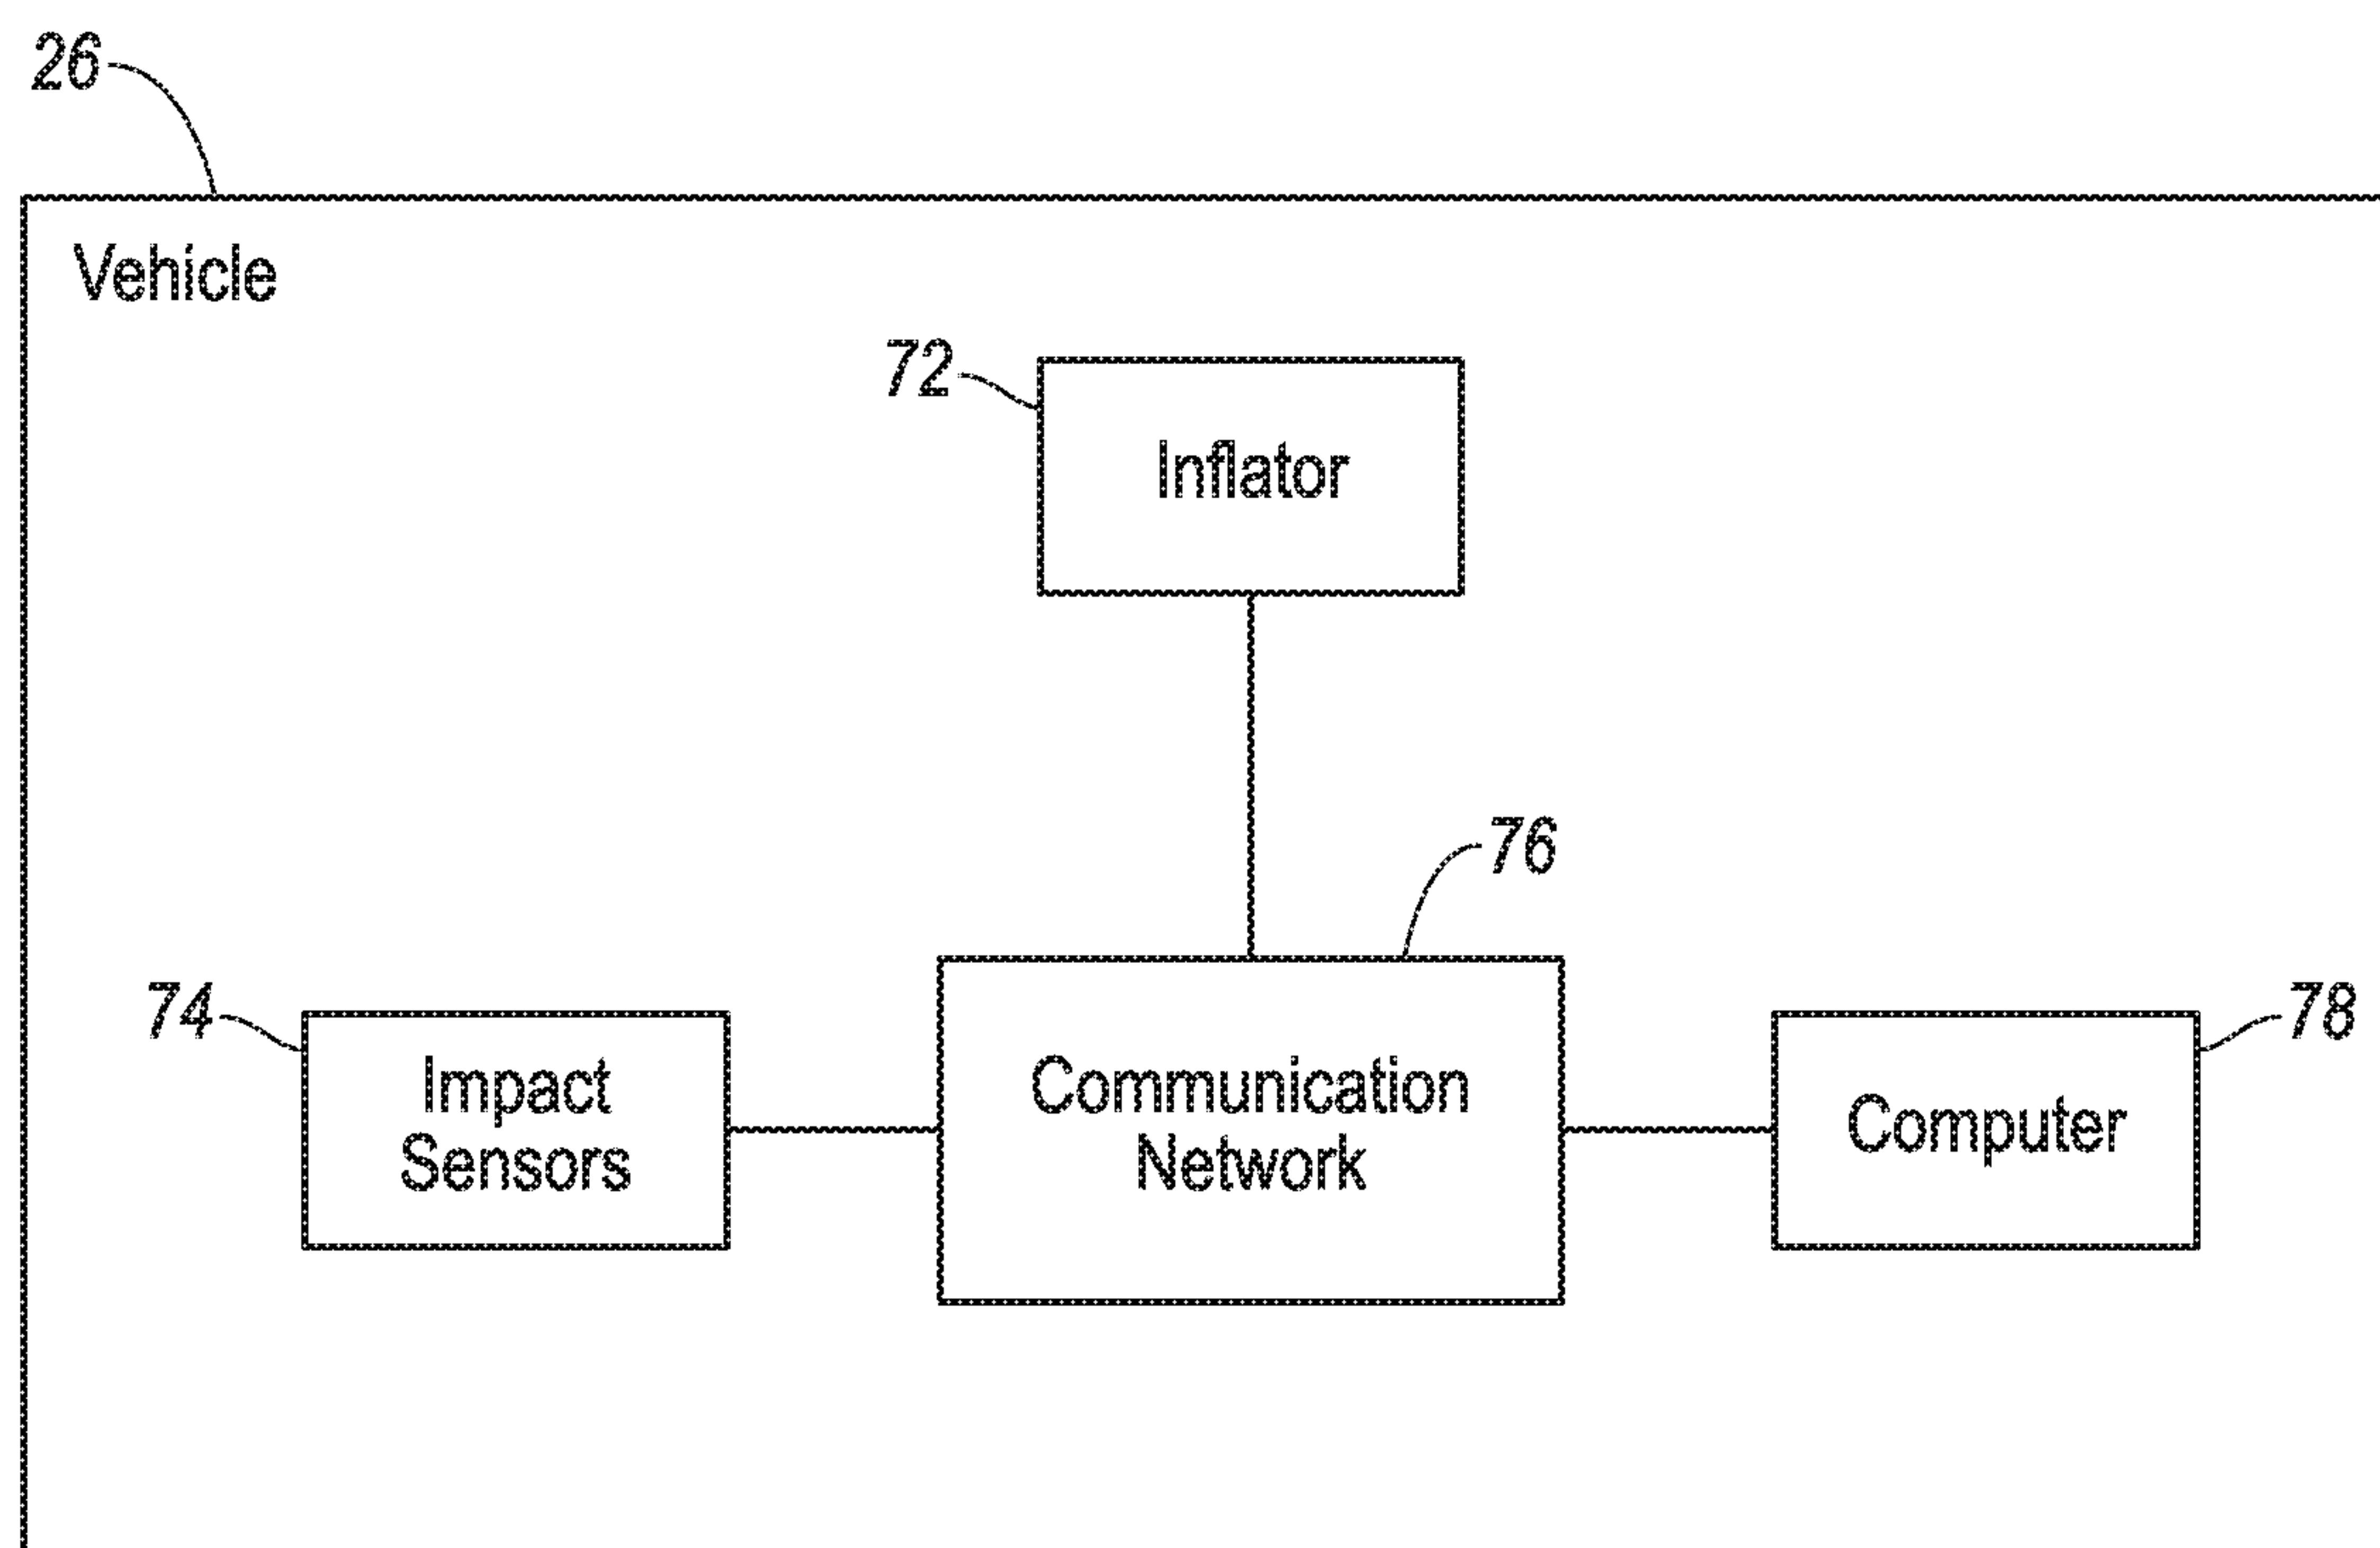 26
Vehicle
72
Inflator
76
74
Impact
Sensors
Communication
Network
78
Computer